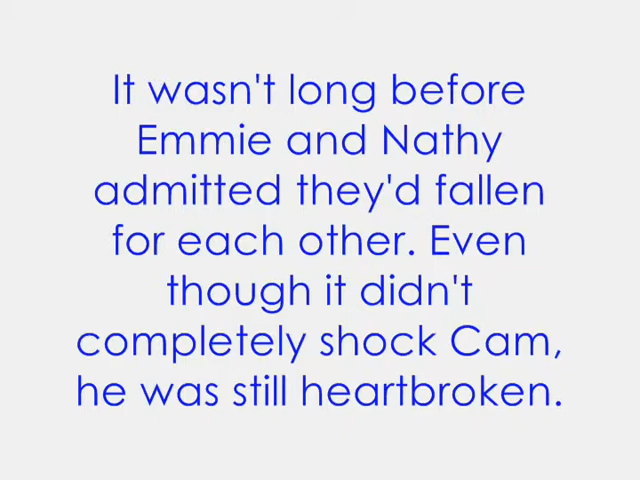 It wasn't long before
Emmie and Nathy
admitted they'd fallen
for each other. Even
though it didn't
completely shock Cam,
he was still heartbroken.